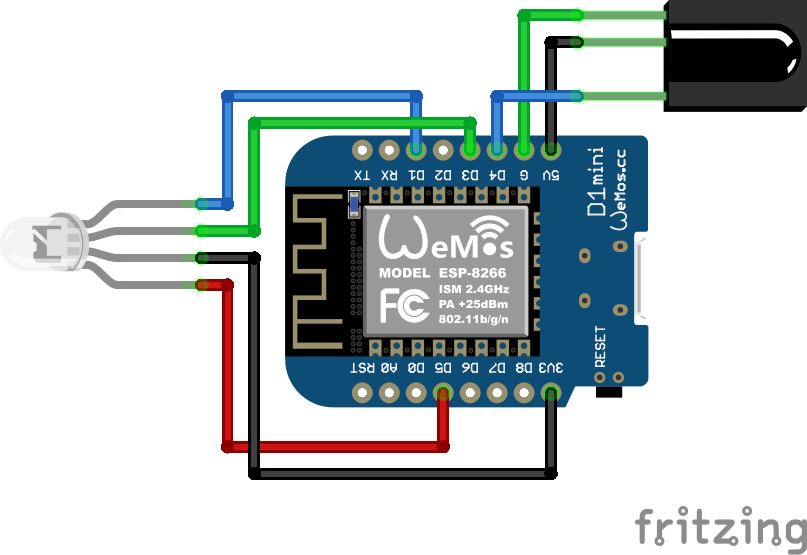 TX RX D1 D2 D3 D4 G 5V
D1 mini
WeMos.cc
WeMos
MODEL ESP-8266
ISM 2.4GHz
PA +25dBm
802.11b/g/n
FC
RESET
RST A0 D0 D5 D6 D7 D8 3V3
fritzing